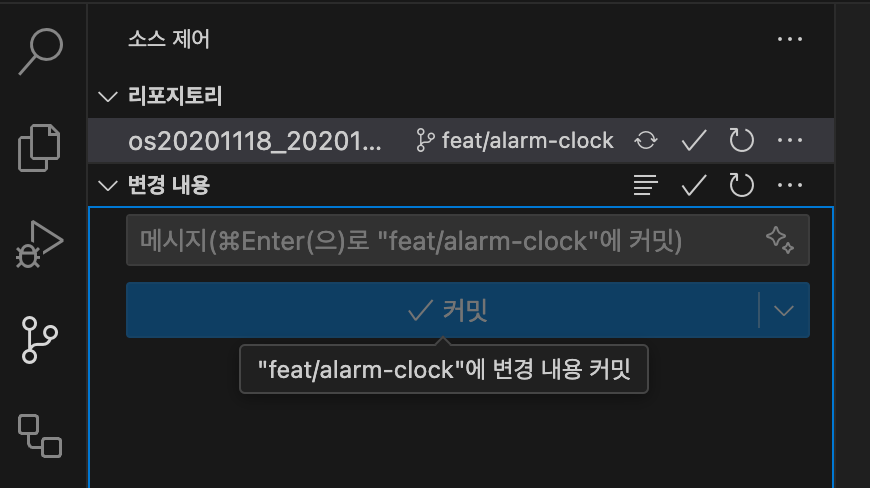 소스 제어
리포지토리
os20201118_20201... feat/alarm-clock
변경 내용
메시지(⌘Enter(으)로 "feat/alarm-clock"에 커밋)
커밋
"feat/alarm-clock"에 변경 내용 커밋